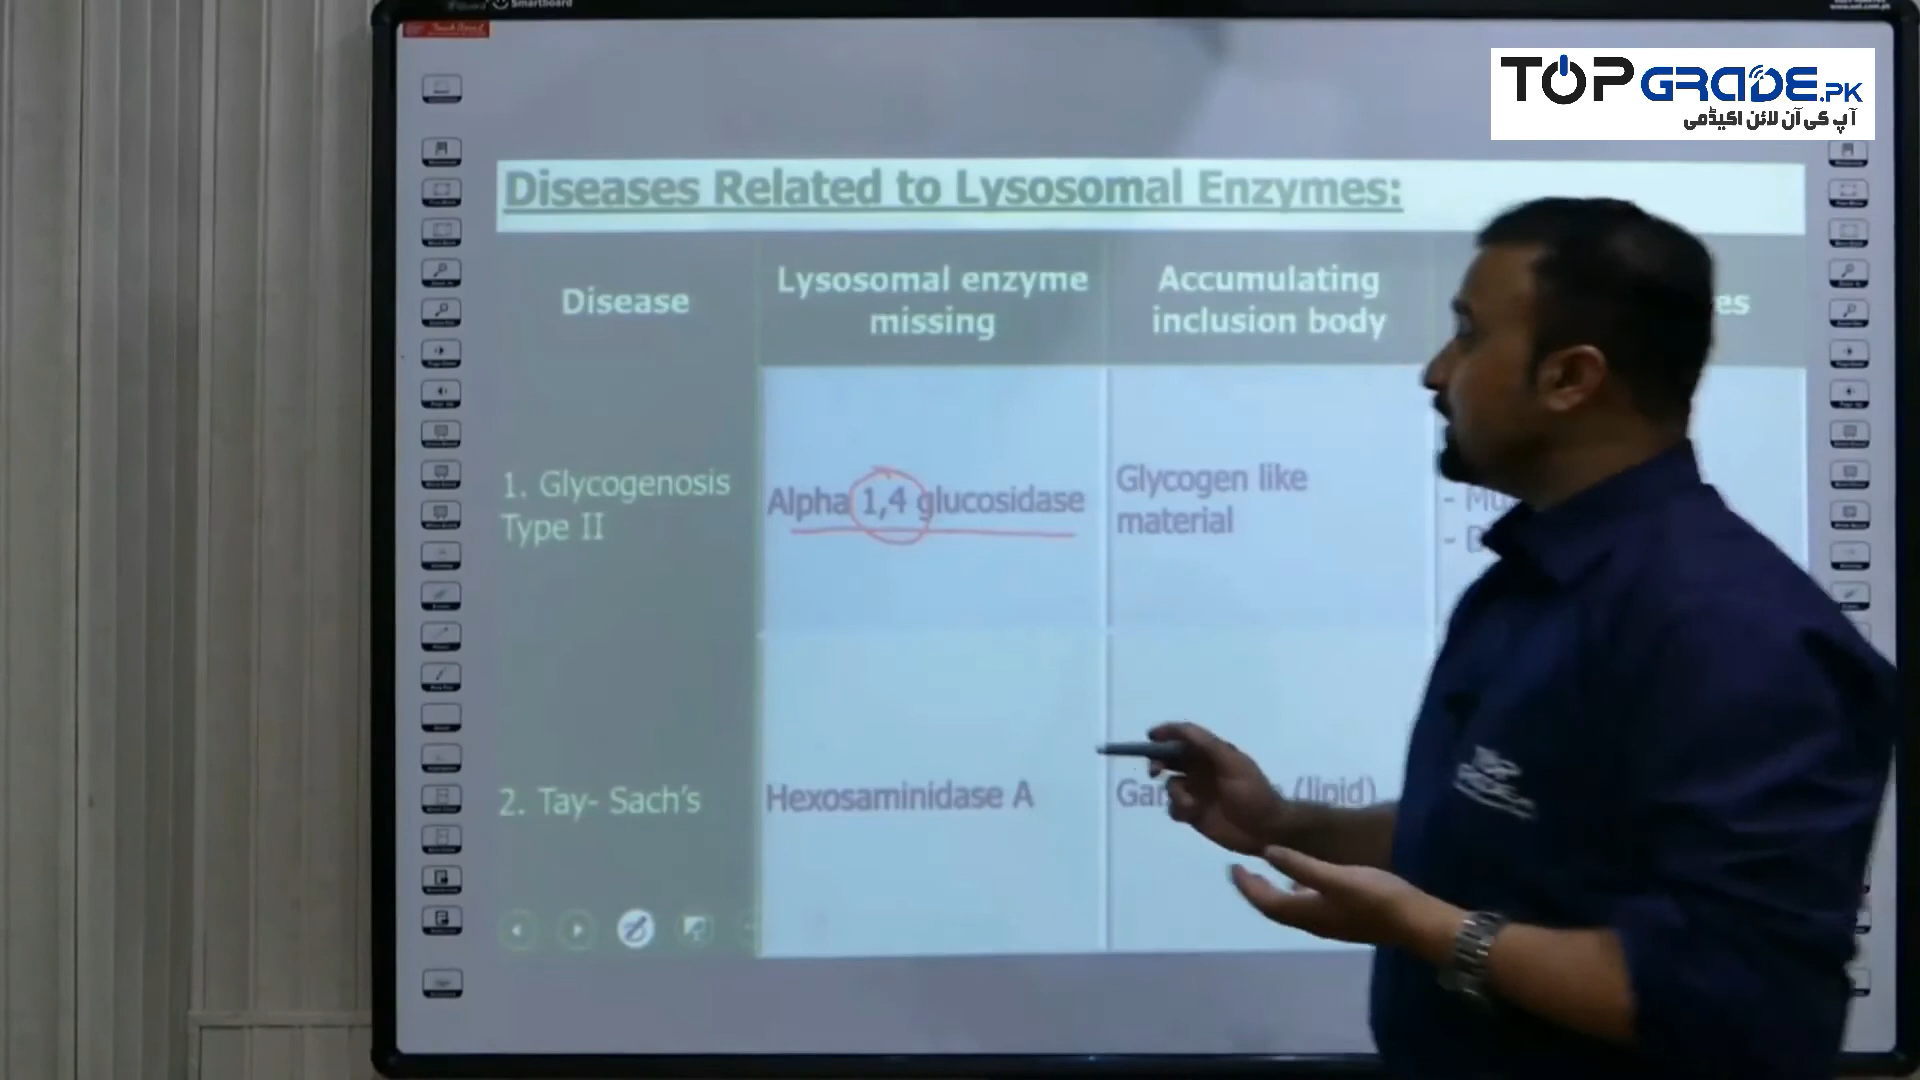 Smartboard
TOPGRADE.PK
آپ کی آن لائن اکیڈمی
Diseases Related to Lysosomal Enzymes:
Disease
Lysosomal enzyme
missing
Accumulating
inclusion body
1. Glycogenosis
Type II
Alpha 1,4 glucosidase
Glycogen like
material
2. Tay- Sach's
Hexosaminidase A
(lipid)